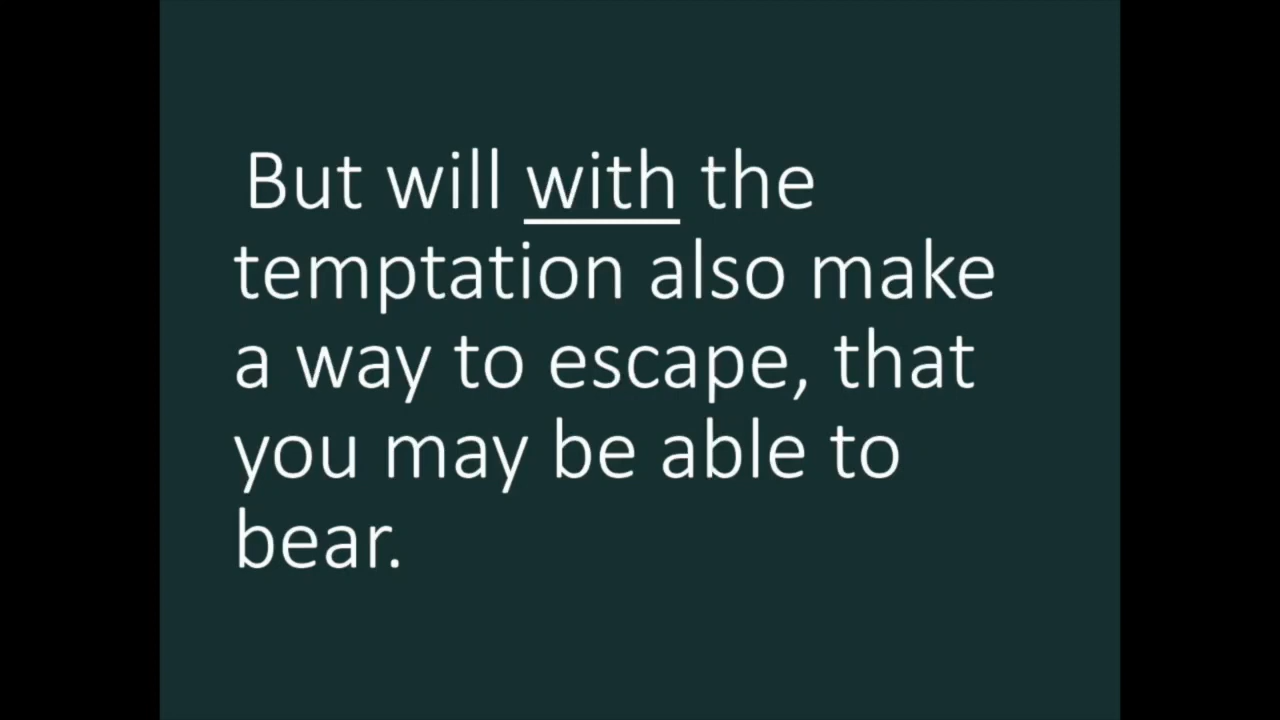 But will with the
temptation also make
a way to escape, that
you may be able to
bear.